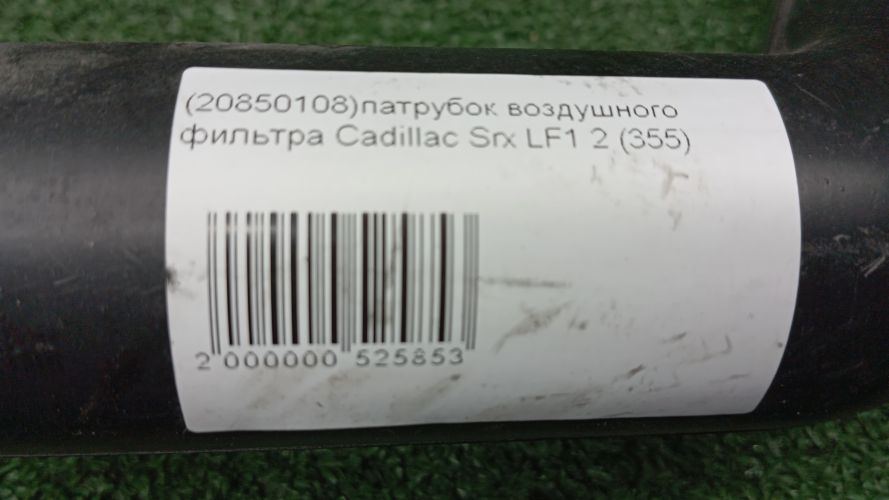 (20850108)патрубок воздушного
фильтра Cadillac Srx LF1 2 (355)
2 000000 525853